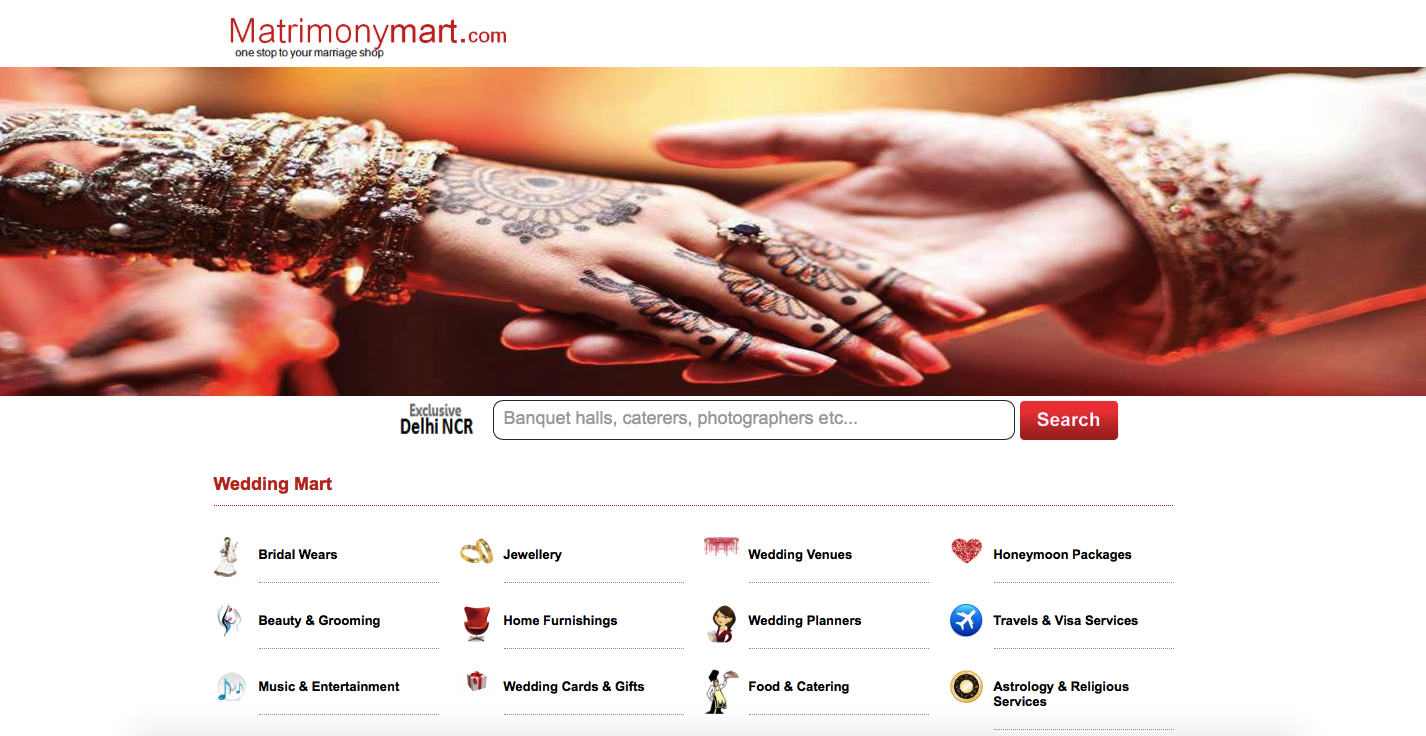 Matrimonymart.com
one stop to your marriage shop
Exclusive
Delhi NCR
Banquet halls, caterers, photographers etc...
Search
Wedding Mart
Bridal Wears
Jewellery
Wedding Venues
Honeymoon Packages
Beauty & Grooming
Home Furnishings
Wedding Planners
Travels & Visa Services
Music & Entertainment
Wedding Cards & Gifts
Food & Catering
Astrology & Religious
Services